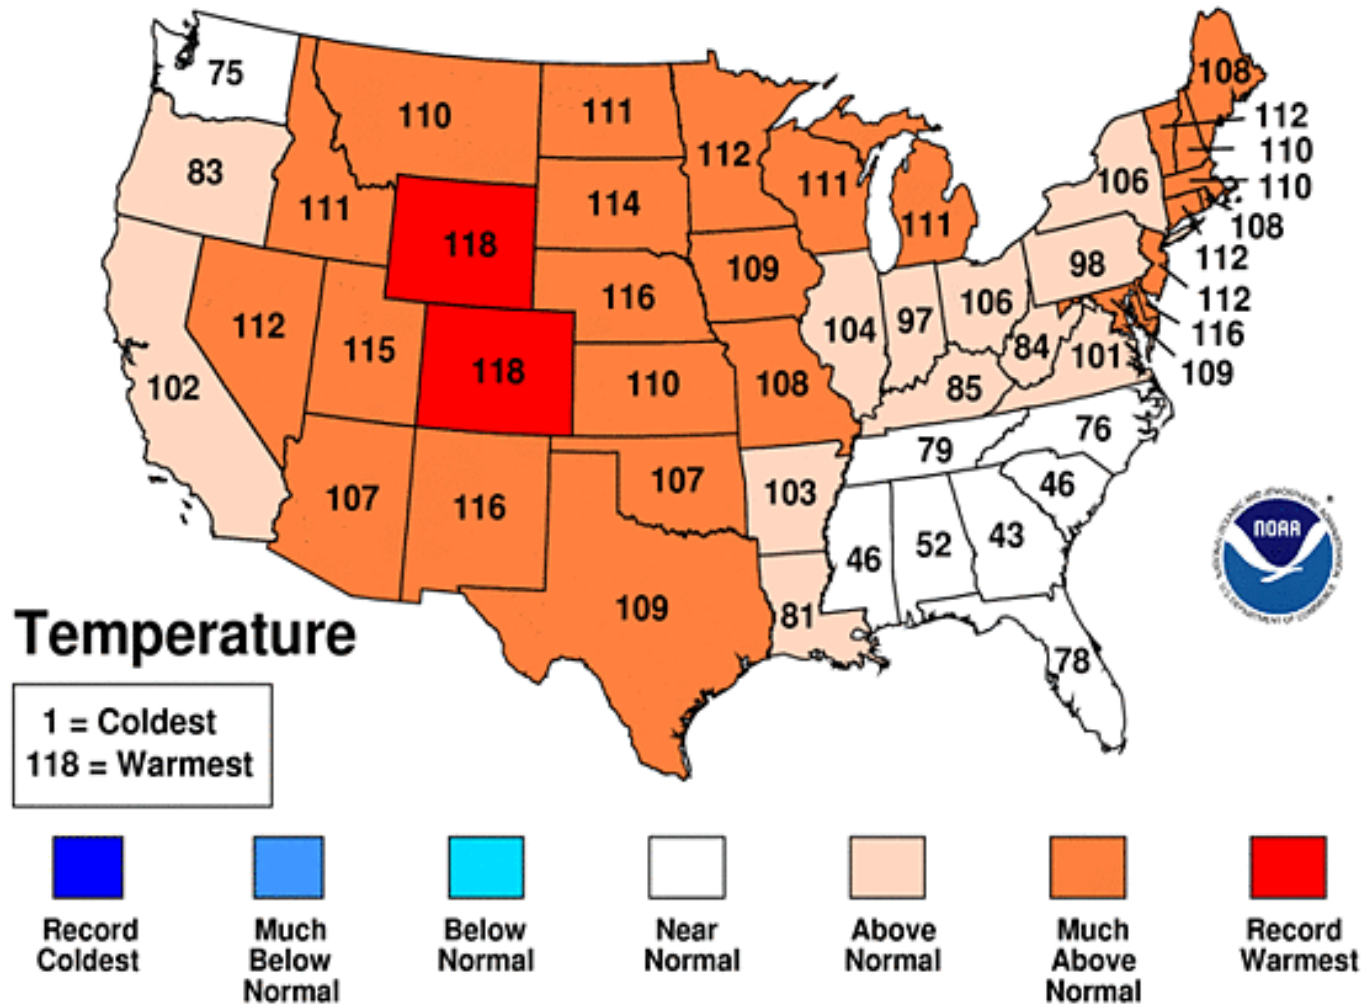 75
110
111
112
108
112
110
110
108
112
112
116
109
83
111
118
114
111
111
106
112
115
118
116
109
104
97
106
98
84
101
102
110
108
85
107
116
107
103
79
76
46
46
52
43
109
81
78
NOAA
Temperature
1 = Coldest
118 = Warmest
Record
Coldest
Much
Below
Normal
Below
Normal
Near
Normal
Above
Normal
Much
Above
Normal
Record
Warmest